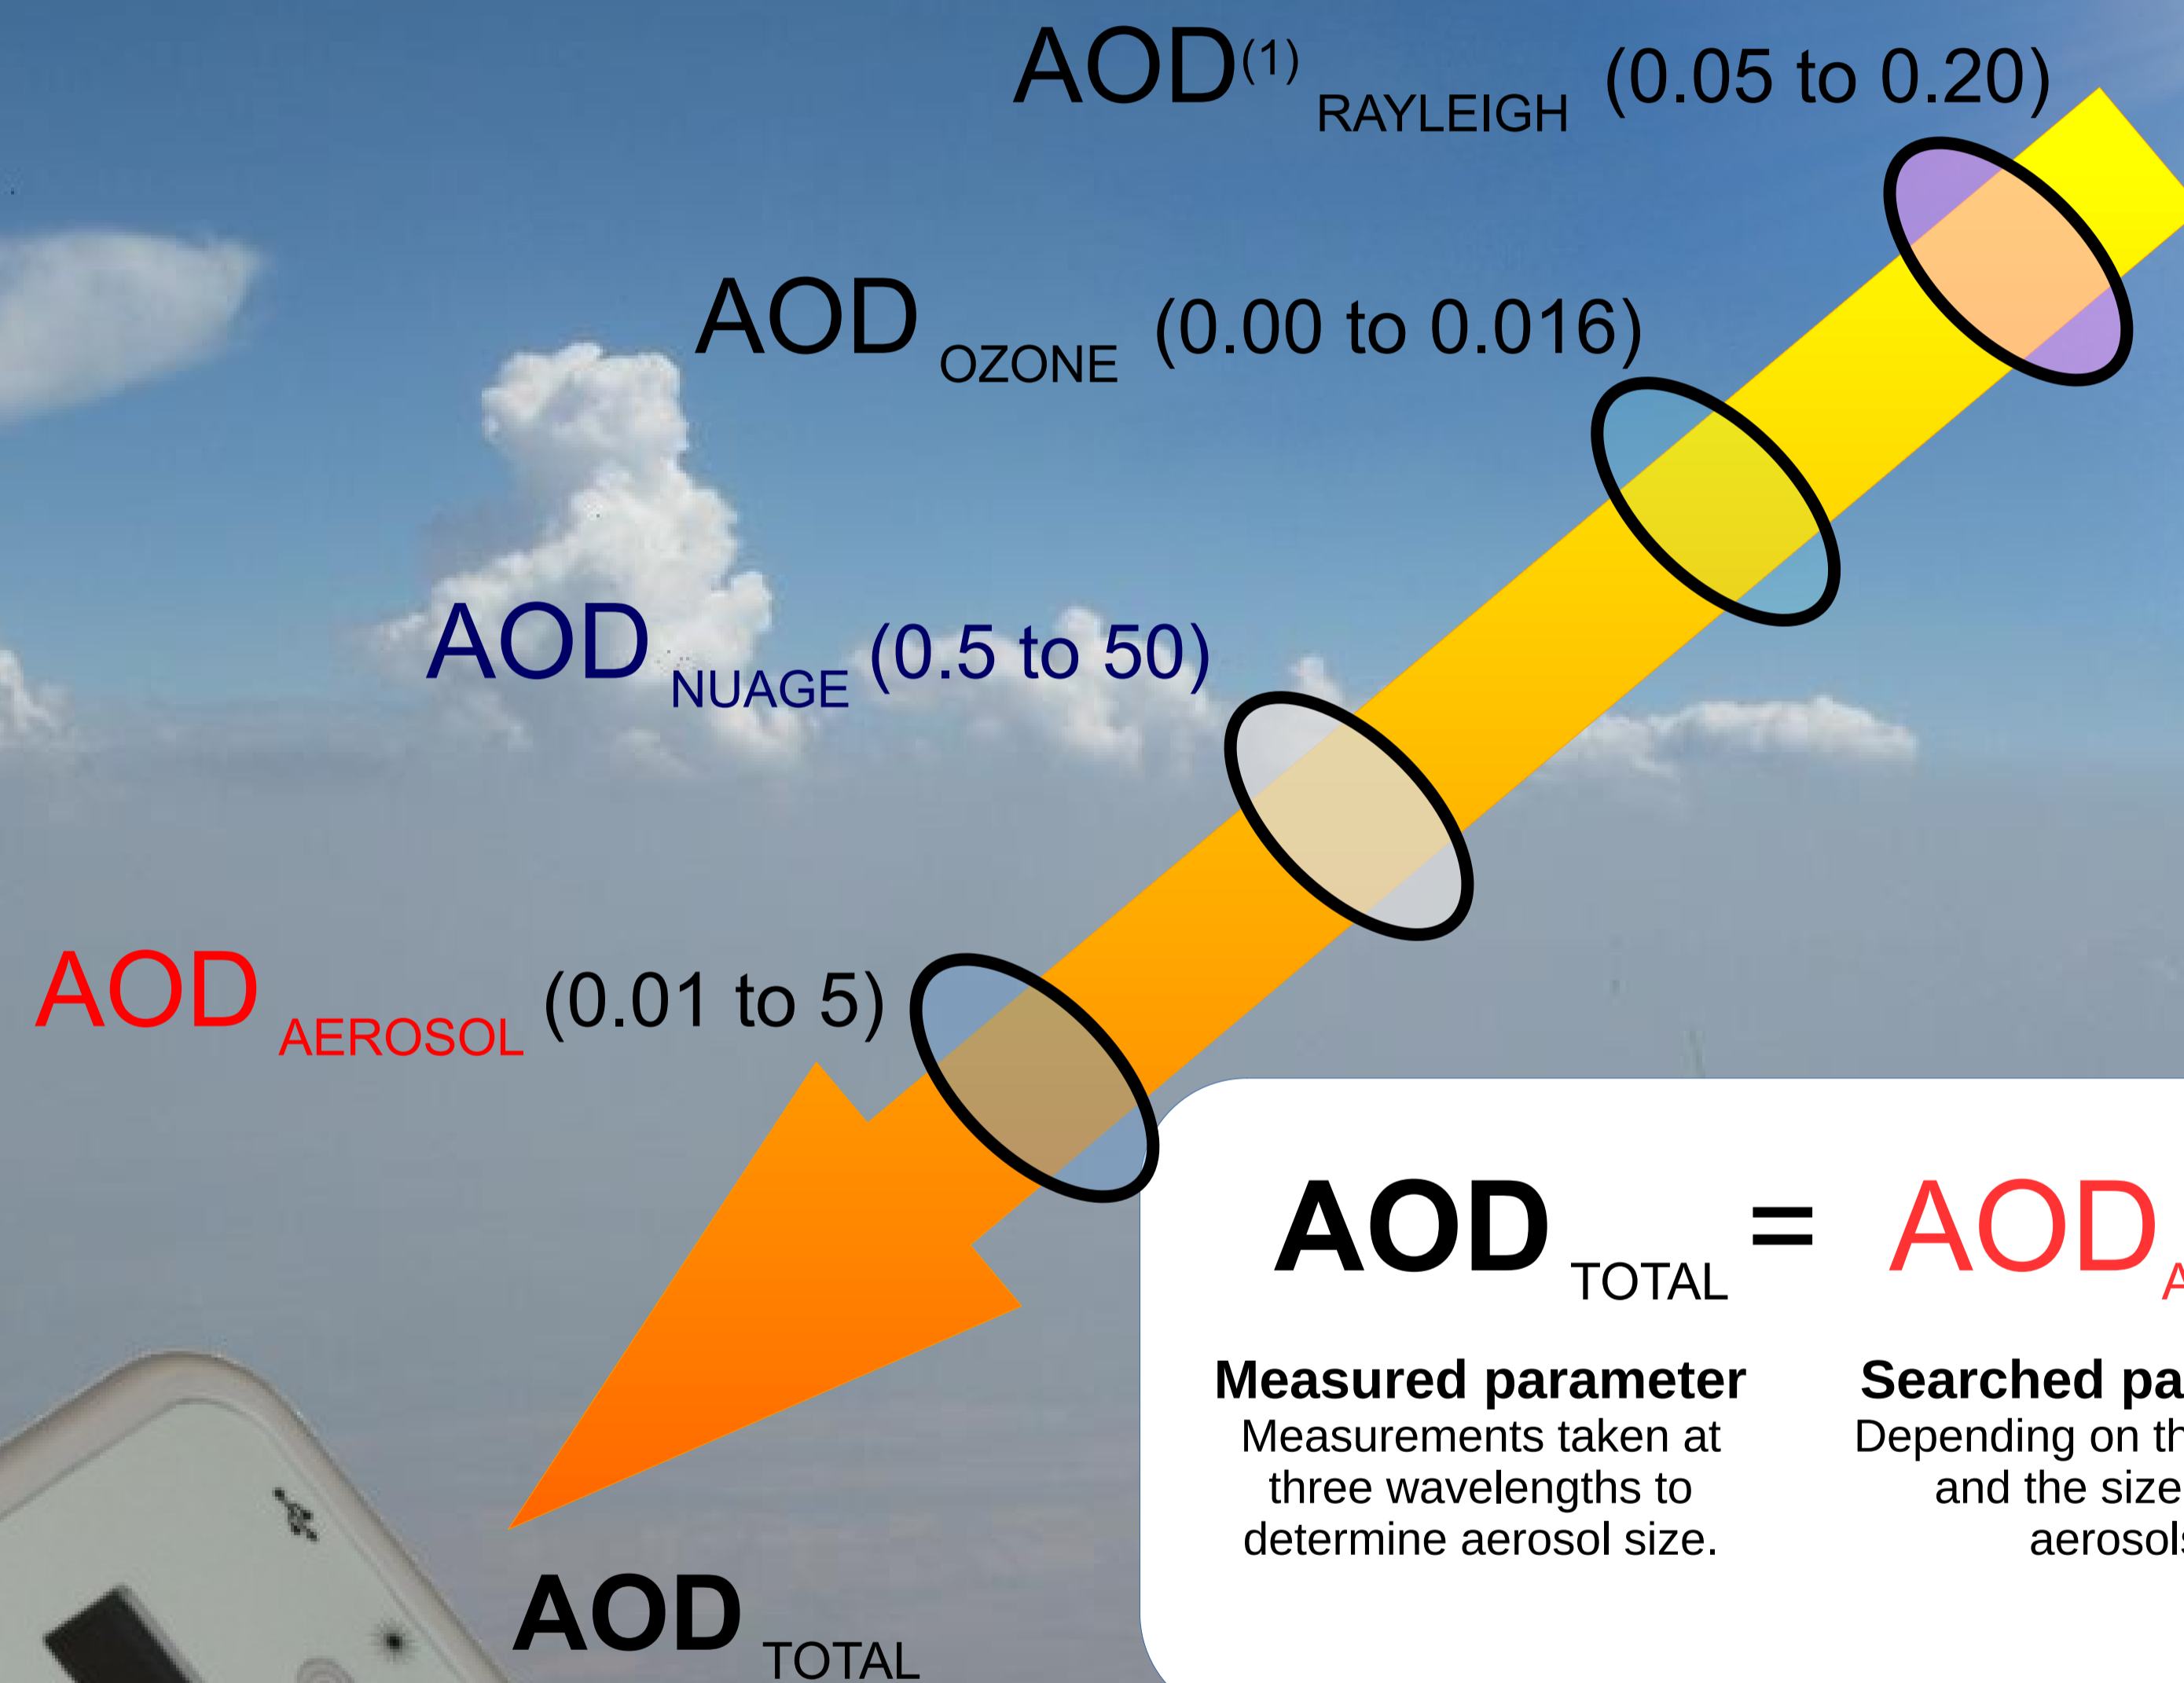 AOD(1) RAYLEIGH (0.05 to 0.20)
AOD OZONE (0.00 to 0.016)
AOD NUAGE (0.5 to 50)
AOD AEROSOL (0.01 to 5)
AOD TOTAL = AOD A
Measured parameter
Measurements taken at
three wavelengths to
determine aerosol size.
Searched pa
Depending on th
and the size
aerosols
AOD TOTAL